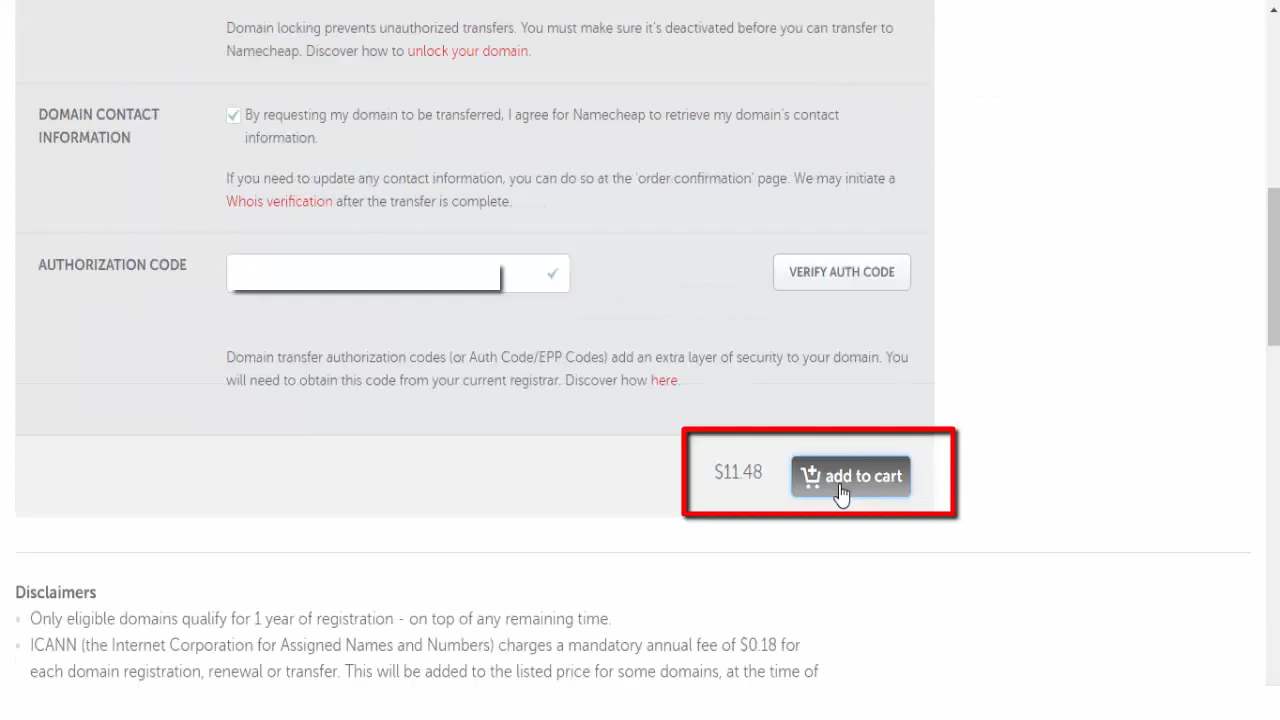 Domain locking prevents unauthorized transfers. You must make sure it's deactivated before you can transfer to
Namecheap. Discover how to unlock your domain.
DOMAIN CONTACT
INFORMATION
By requesting my domain to be transferred, I agree for Namecheap to retrieve my domain's contact
information.
If you need to update any contact information, you can do so at the 'order confirmation' page. We may initiate a
Whois verification after the transfer is complete.
AUTHORIZATION CODE
VERIFY AUTH CODE
Domain transfer authorization codes (or Auth Code/EPP Codes) add an extra layer of security to your domain. You
will need to obtain this code from your current registrar. Discover how here.
$11.48
add to cart
Disclaimers
Only eligible domains qualify for 1 year of registration - on top of any remaining time.
ICANN (the Internet Corporation for Assigned Names and Numbers) charges a mandatory annual fee of $0.18 for
each domain registration, renewal or transfer. This will be added to the listed price for some domains, at the time of